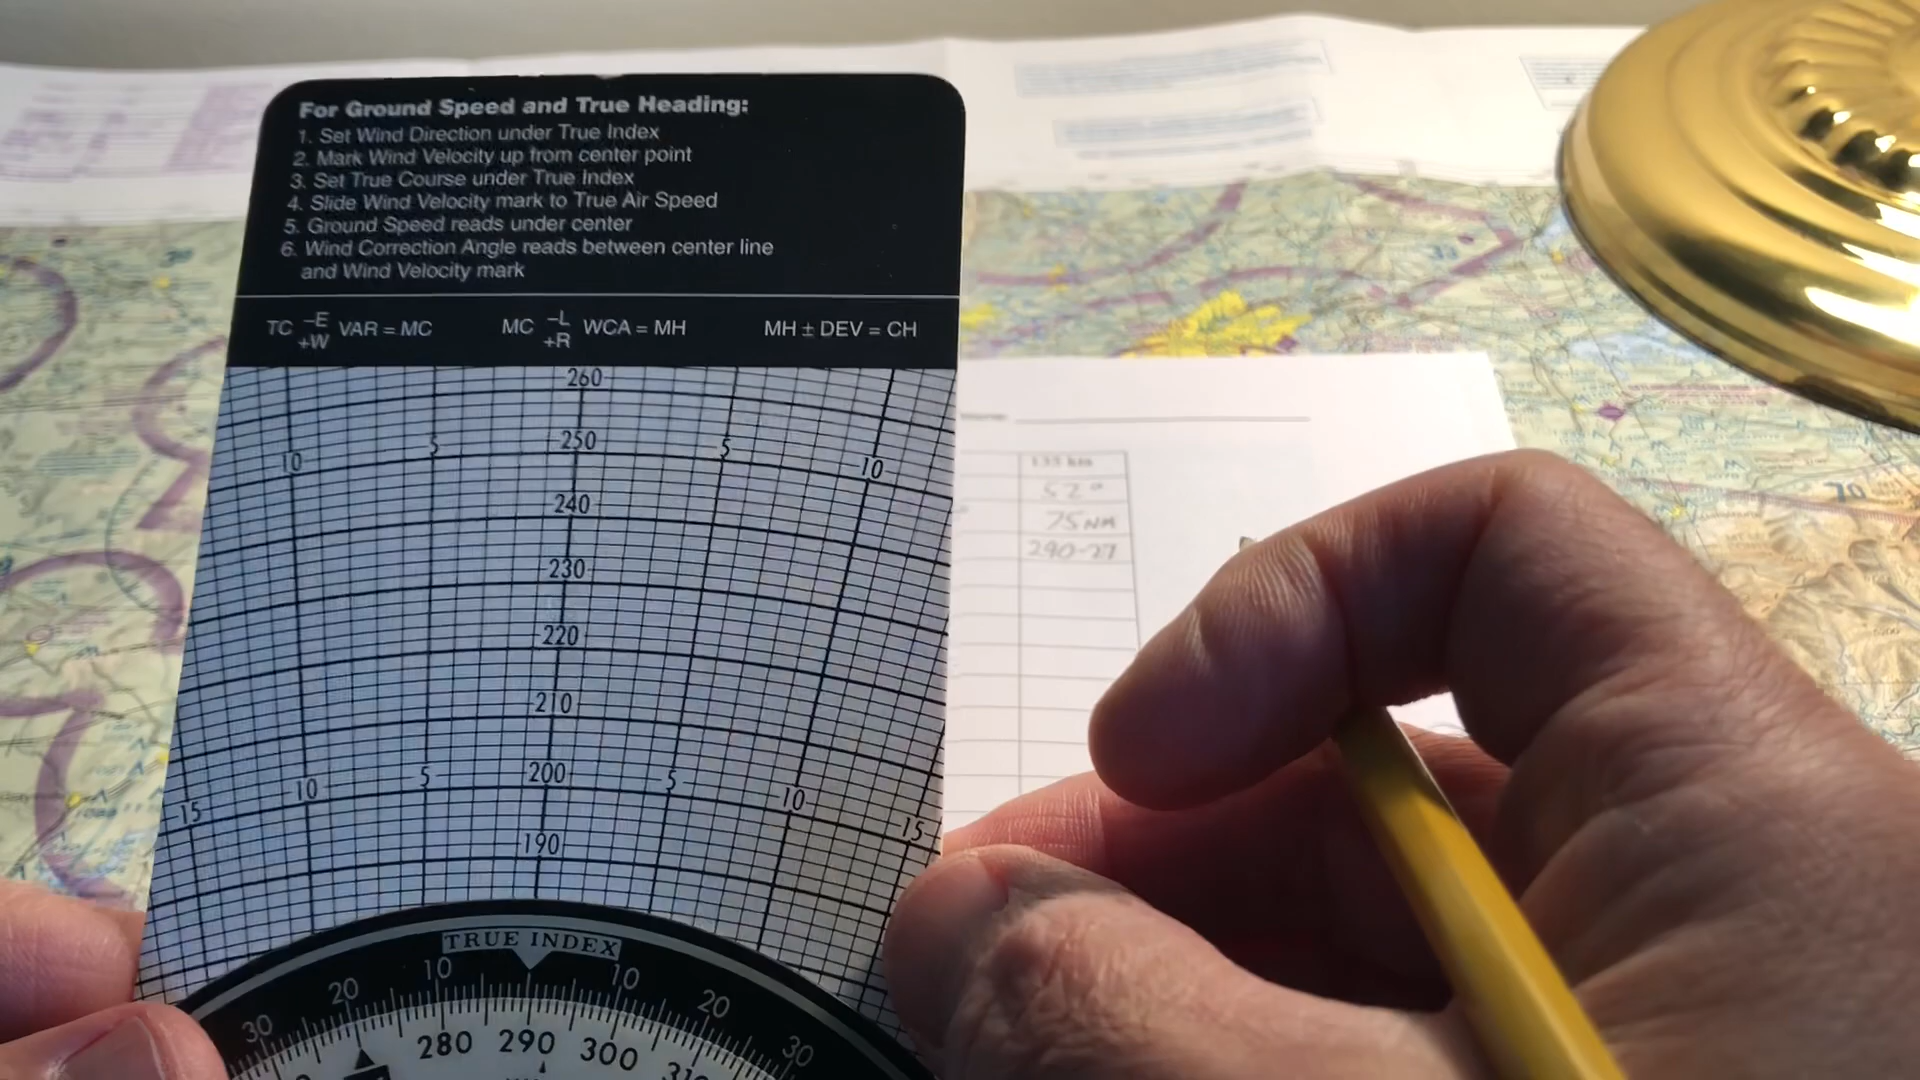 For Ground Speed and True Heading:
1. Set Wind Direction under True Index
2. Mark Wind Velocity up from center point
3. Set True Course under True Index
4. Slide Wind Velocity mark to True Air Speed
5. Ground Speed reads under center
6. Wind Correction Angle reads between center line
and Wind Velocity mark
TC –E +W VAR = MC
MC –L +R WCA = MH
MH ± DEV = CH
260
10 5 250 5 10
240
230
220
210
15 10 5 200 5 10 15
190
TRUE INDEX
30 20 10 10 20 30
280 290 300
52°
75NM
290-27
70